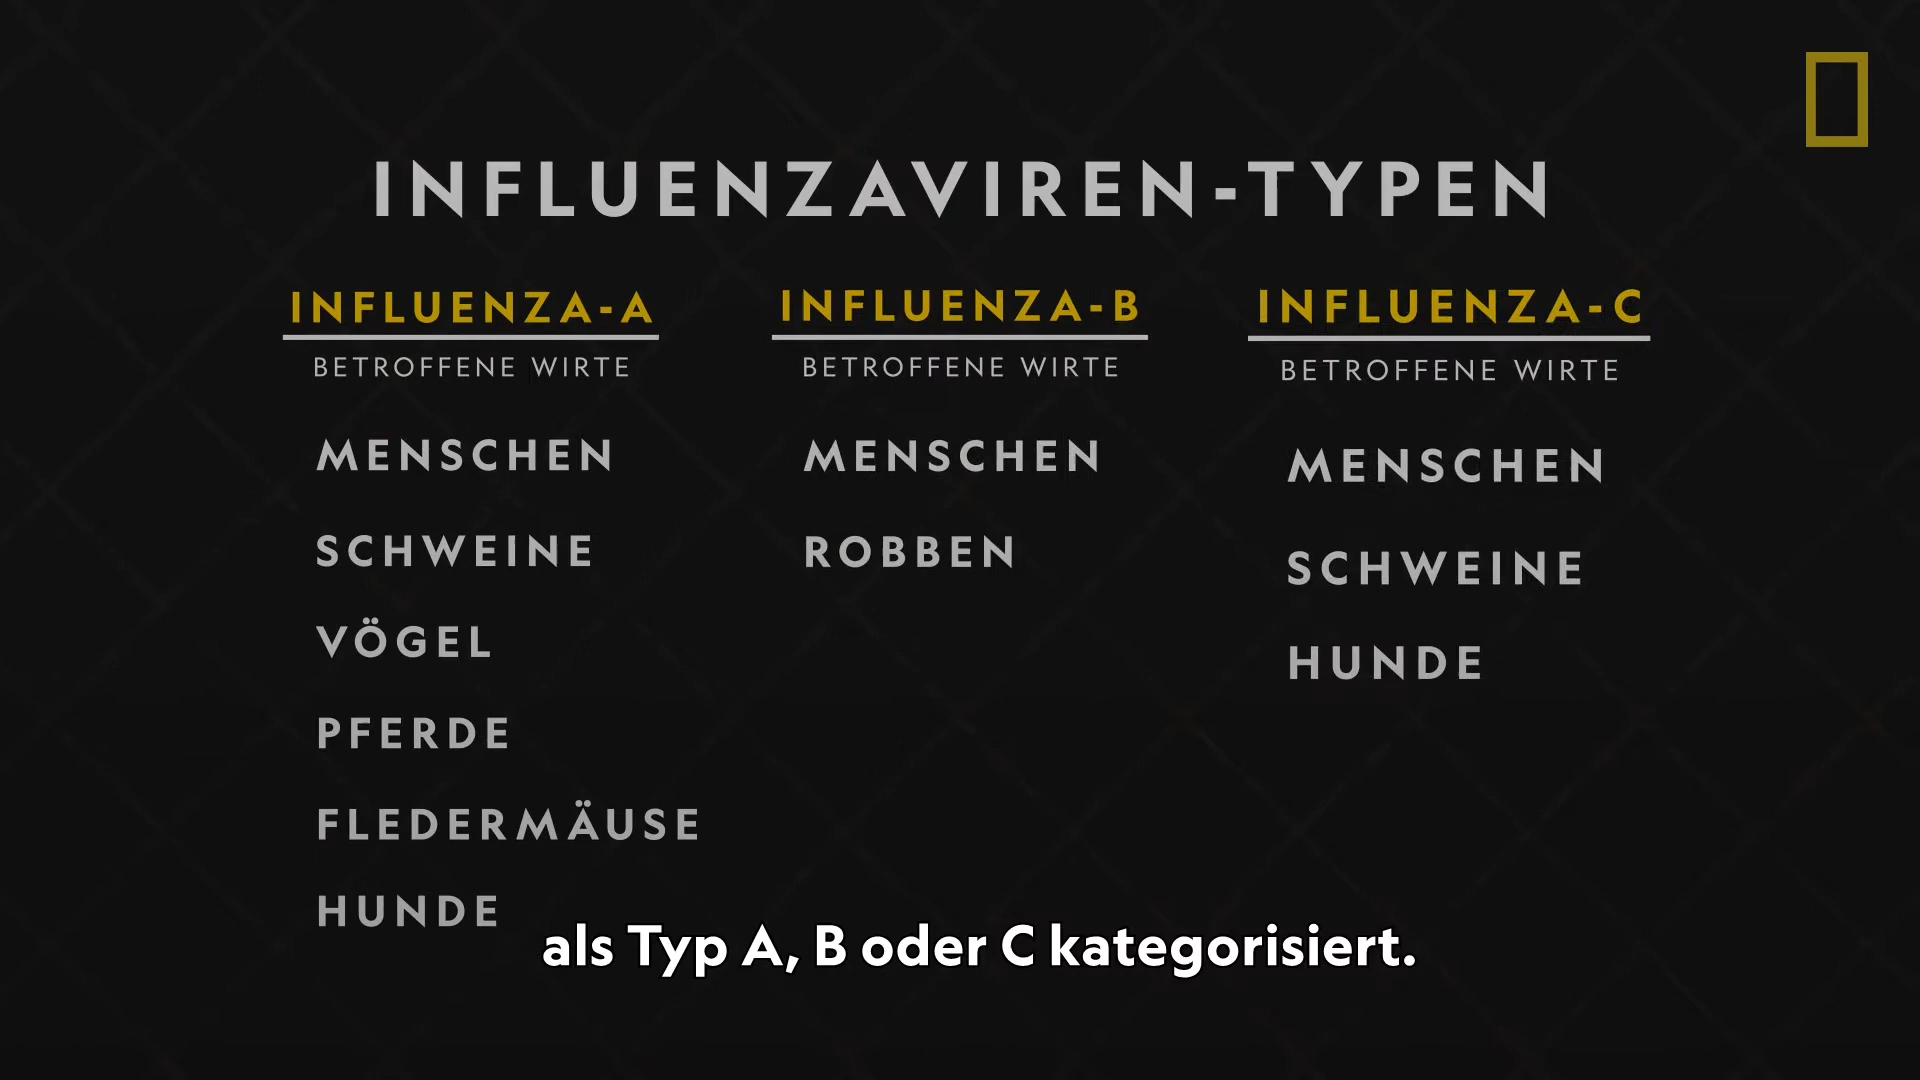 INFLUENZAVIREN-TYPEN
INFLUENZA-A
BETROFFENE WIRTE
MENSCHEN
SCHWEINE
VÖGEL
PFERDE
FLEDERMÄUSE
HUNDE
INFLUENZA-B
BETROFFENE WIRTE
MENSCHEN
ROBBEN
INFLUENZA-C
BETROFFENE WIRTE
MENSCHEN
SCHWEINE
HUNDE
als Typ A, B oder C kategorisiert.